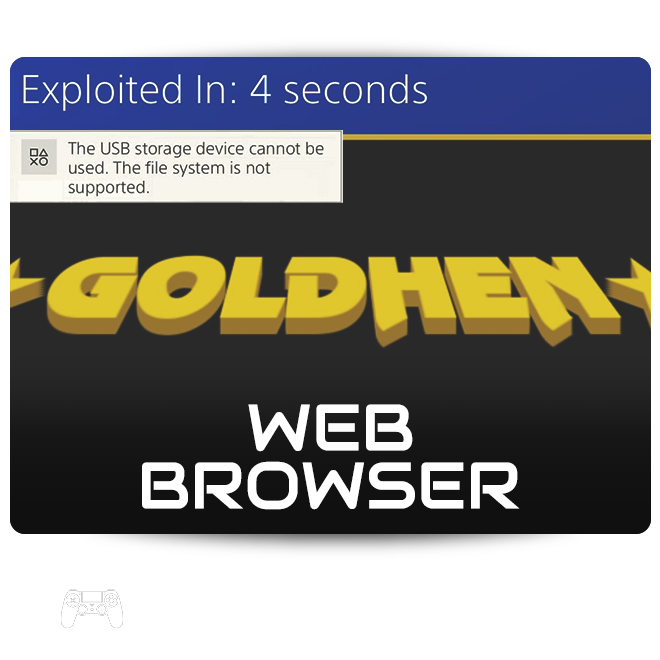 Exploited In: 4 seconds
The USB storage device cannot be
used. The file system is not
supported.
GOLDHEN
WEB
BROWSER